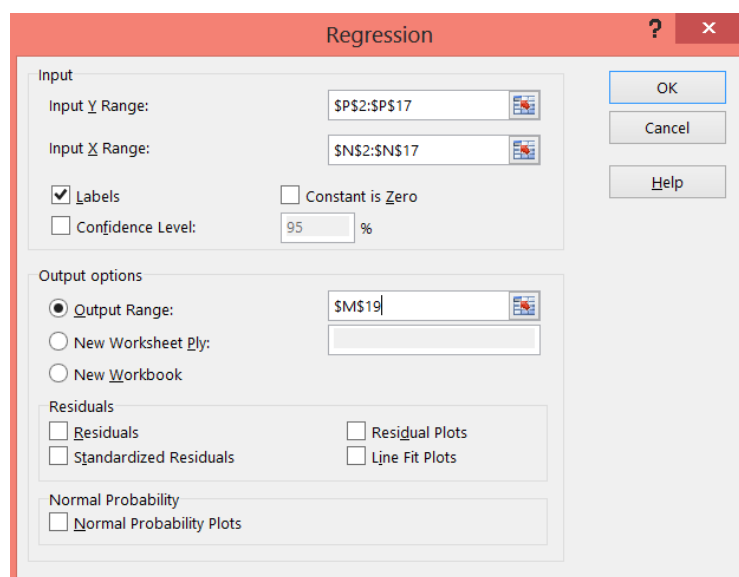 Regression
? ×
Input
Input Y Range: $P$2:$P$17
OK
Input X Range: $N$2:$N$17
Cancel
Labels Constant is Zero
Help
Confidence Level: 95 %
Output options
Output Range: $M$19
New Worksheet Ply:
New Workbook
Residuals
Residuals Residual Plots
Standardized Residuals Line Fit Plots
Normal Probability
Normal Probability Plots